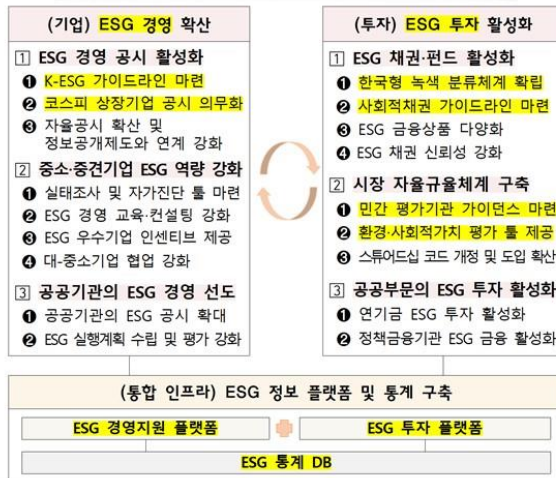 (기업) ESG 경영 확산
1 ESG 경영 공시 활성화
❶ K-ESG 가이드라인 마련
❷ 코스피 상장기업 공시 의무화
❸ 자율공시 확산 및
정보공개제도와 연계 강화
2 중소·중견기업 ESG 역량 강화
❶ 실태조사 및 자가진단 툴 마련
❷ ESG 경영 교육·컨설팅 강화
❸ ESG 우수기업 인센티브 제공
❹ 대-중소기업 협업 강화
3 공공기관의 ESG 경영 선도
❶ 공공기관의 ESG 공시 확대
❷ ESG 실행계획 수립 및 평가 강화
(투자) ESG 투자 활성화
1 ESG 채권·펀드 활성화
❶ 한국형 녹색 분류체계 확립
❷ 사회적채권 가이드라인 마련
❸ ESG 금융상품 다양화
❹ ESG 채권 신뢰성 강화
2 시장 자율규율체계 구축
❶ 민간 평가기관 가이던스 마련
❷ 환경·사회적가치 평가 툴 제공
❸ 스튜어드십 코드 개정 및 도입 확산
3 공공부문의 ESG 투자 활성화
❶ 연기금 ESG 투자 활성화
❷ 정책금융기관 ESG 금융 활성화
(통합 인프라) ESG 정보 플랫폼 및 통계 구축
ESG 경영지원 플랫폼
ESG 투자 플랫폼
ESG 통계 DB